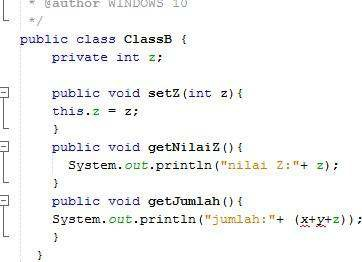 * @author WINDOWS 10
*/
public class ClassB {
private int z;
public void setZ(int z){
this.z = z;
}
public void getNilaiZ(){
System.out.println("nilai Z:"+ z);
}
public void getJumlah(){
System.out.println("jumlah:"+ (x+y+z));
}
}